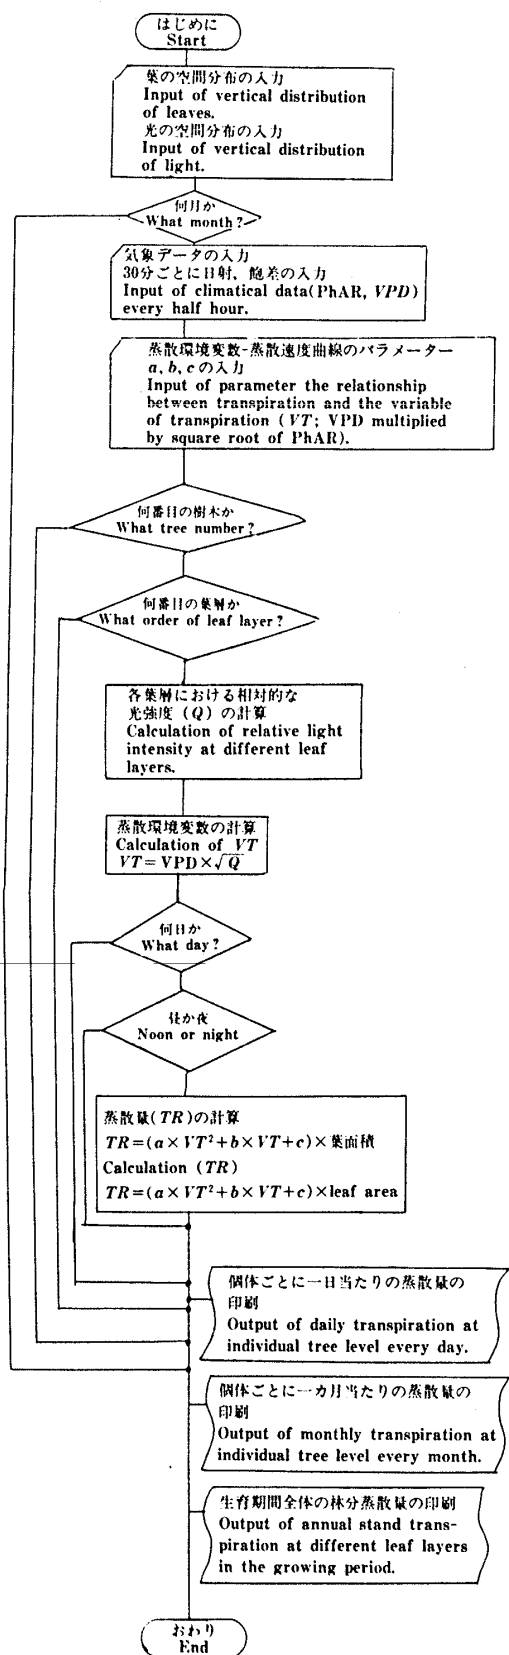 はじめに
Start
葉の空間分布の入力
Input of vertical distribution
of leaves.
光の空間分布の入力
Input of vertical distribution
of light.
何月か
What month?
気象データの入力
30分ごとに日射、飽差の入力
Input of climatical data(PhAR, VPD)
every half hour.
蒸散環境変数-蒸散速度曲線のパラメーター
a, b, cの入力
Input of parameter the relationship
between transpiration and the variable
of transpiration (VT; VPD multiplied
by square root of PhAR).
何番目の樹木か
What tree number?
何番目の葉層か
What order of leaf layer?
各葉層における相対的な
光強度(Q)の計算
Calculation of relative light
intensity at different leaf
layers.
蒸散環境変数の計算
Calculation of VT
VT=VPD×√Q
何日か
What day?
昼か夜
Noon or night
蒸散量(TR)の計算
TR=(a×VT²+b×VT+c)×葉面積
Calculation (TR)
TR=(a×VT²+b×VT+c)×leaf area
個体ごとに一日当たりの蒸散量の
印刷
Output of daily transpiration at
individual tree level every day.
個体ごとに一カ月当たりの蒸散量の
印刷
Output of monthly transpiration at
individual tree level every month.
生育期間全体の林分蒸散量の印刷
Output of annual stand trans-
piration at different leaf layers
in the growing period.
おわり
End